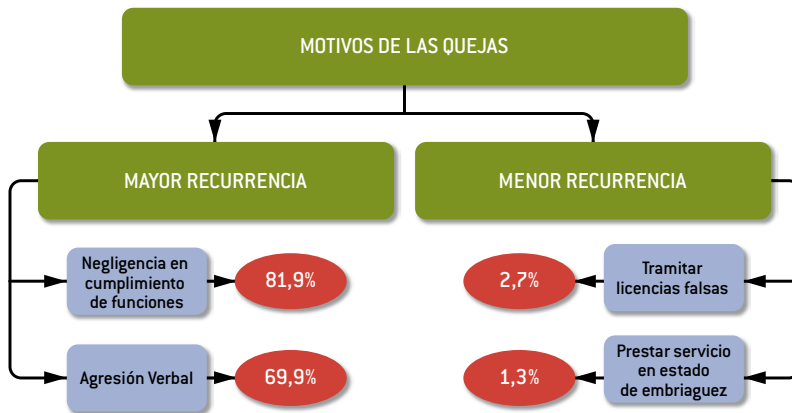 MOTIVOS DE LAS QUEJAS
MAYOR RECURRENCIA
MENOR RECURRENCIA
Negligencia en
cumplimiento
de funciones
81,9%
2,7%
Tramitar
licencias falsas
Agresión Verbal
69,9%
1,3%
Prestar servicio
en estado
de embriaguez